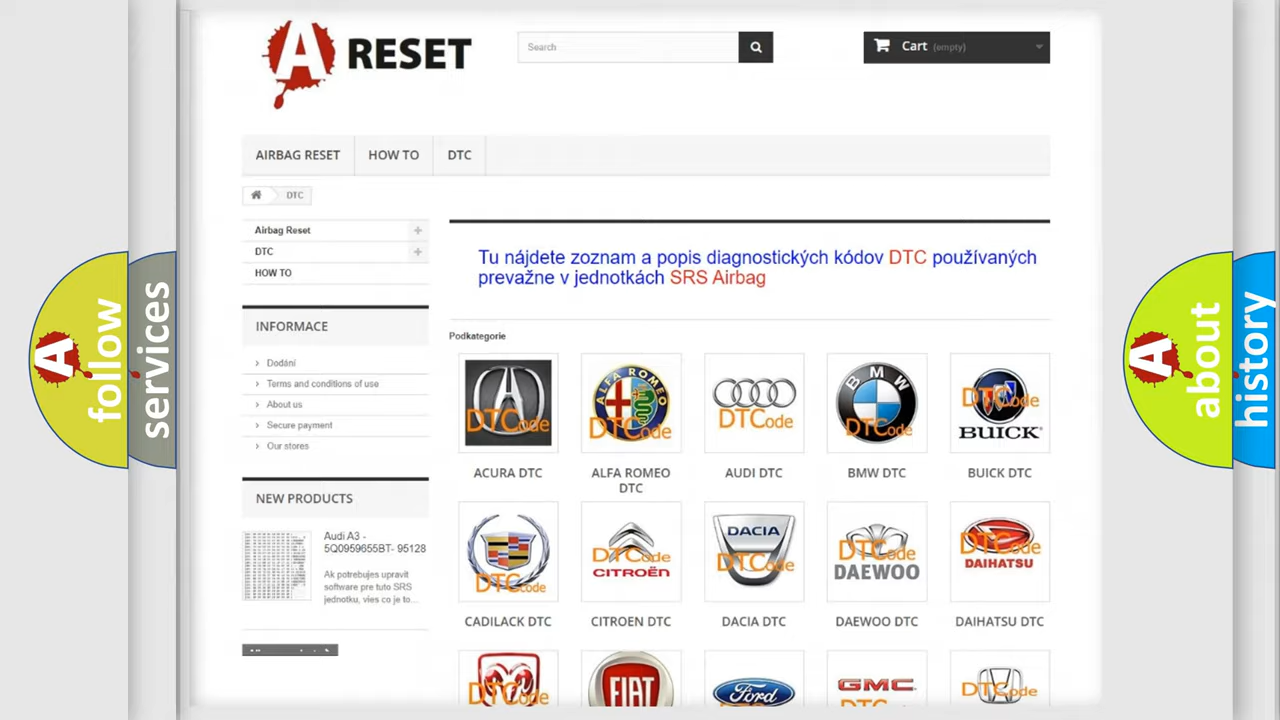 A RESET
Search
Cart (empty)
AIRBAG RESET
HOW TO
DTC
DTC
Airbag Reset
DTC
HOW TO
INFORMACE
Dodání
Terms and conditions of use
About us
Secure payment
Our stores
NEW PRODUCTS
Audi A3 -
5Q0959655BT- 95128
Ak potrebujes upravit
software pre tuto SRS
jednotku, vies co je to...
Tu nájdete zoznam a popis diagnostických kódov DTC používaných
prevažne v jednotkách SRS Airbag
Podkategorie
DTCode
ALFA ROMEO
DTCode
DTCode
BMW
DTCode
DTCode
BUICK
ACURA DTC
ALFA ROMEO
DTC
AUDI DTC
BMW DTC
BUICK DTC
DTCode
DTCode
CITROËN
DACIA
DTCode
DTCode
DAEWOO
DTCode
DAIHATSU
CADILACK DTC
CITROEN DTC
DACIA DTC
DAEWOO DTC
DAIHATSU DTC
DTCode
FIAT
Ford
GMC
DTCode
A follow
services
A about
history